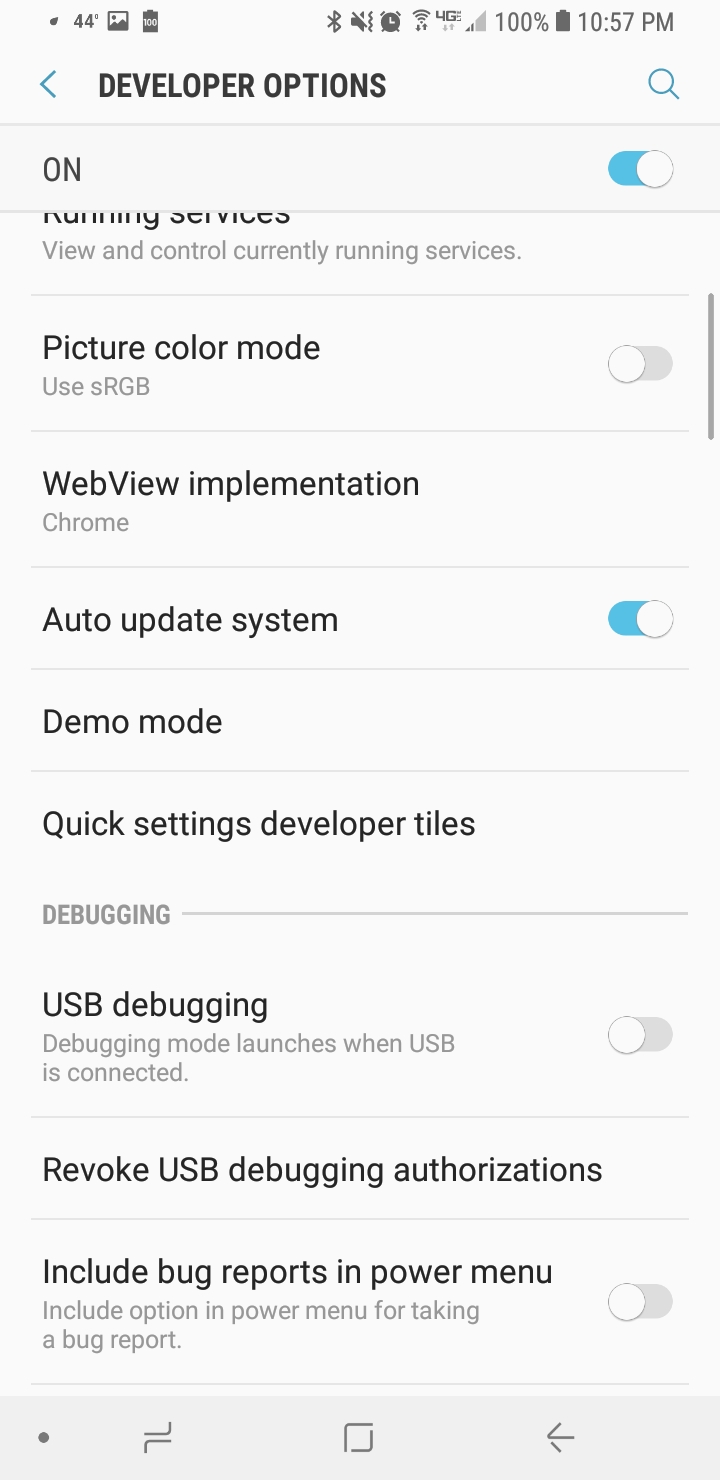 44°
100
4G
100%
10:57 PM
DEVELOPER OPTIONS
ON
Running services
View and control currently running services.
Picture color mode
Use sRGB
WebView implementation
Chrome
Auto update system
Demo mode
Quick settings developer tiles
DEBUGGING
USB debugging
Debugging mode launches when USB
is connected.
Revoke USB debugging authorizations
Include bug reports in power menu
Include option in power menu for taking
a bug report.